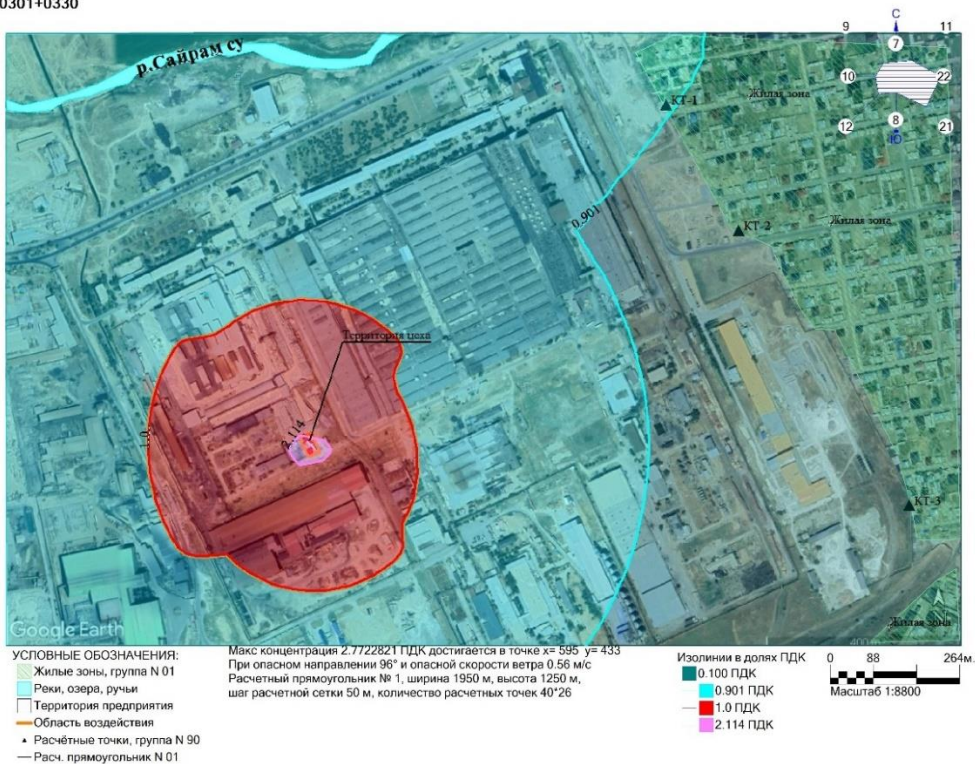 0301+0330
р.Сайрам су
С
9
11
7
10
22
12
8
21
Ю
КТ-1
Жилая зона
0.901
КТ-2
Жилая зона
Территория цеха
1.0
2.114
КТ-3
Жилая зона
Google Earth
400 m
УСЛОВНЫЕ ОБОЗНАЧЕНИЯ:
Жилые зоны, группа N 01
Реки, озера, ручьи
Территория предприятия
Область воздействия
Расчётные точки, группа N 90
Расч. прямоугольник N 01
Макс концентрация 2.7722821 ПДК достигается в точке x= 595 y= 433
При опасном направлении 96° и опасной скорости ветра 0.56 м/с
Расчетный прямоугольник № 1, ширина 1950 м, высота 1250 м,
шаг расчетной сетки 50 м, количество расчетных точек 40*26
Изолинии в долях ПДК
0.100 ПДК
0.901 ПДК
1.0 ПДК
2.114 ПДК
0 88 264м.
Масштаб 1:8800